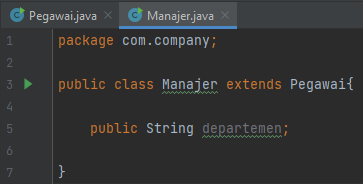 Pegawai.java Manajer.java
1 package com.company;
2
3 public class Manajer extends Pegawai{
4
5 public String departemen;
6
7 }